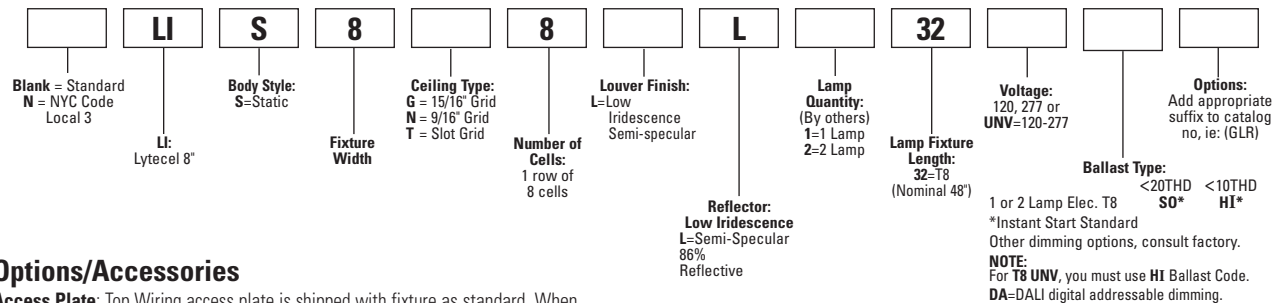 LI
S
8
8
L
32
Blank = Standard
N = NYC Code
Local 3
LI:
Lytecel 8"
Body Style:
S=Static
Fixture
Width
Ceiling Type:
G = 15/16" Grid
N = 9/16" Grid
T = Slot Grid
Number of
Cells:
1 row of
8 cells
Louver Finish:
L=Low
Iridescence
Semi-specular
Reflector:
Low Iridescence
L=Semi-Specular
86%
Reflective
Lamp
Quantity:
(By others)
1=1 Lamp
2=2 Lamp
Lamp Fixture
Length:
32=T8
(Nominal 48")
Voltage:
120, 277 or
UNV=120-277
Ballast Type:
<20THD <10THD
1 or 2 Lamp Elec. T8 SO* HI*
*Instant Start Standard
Other dimming options, consult factory.
NOTE:
For T8 UNV, you must use HI Ballast Code.
DA=DALI digital addressable dimming.
Options:
Add appropriate
suffix to catalog
no, ie: (GLR)
Options/Accessories
Access Plate: Top Wiring access plate is shipped with fixture as standard. When